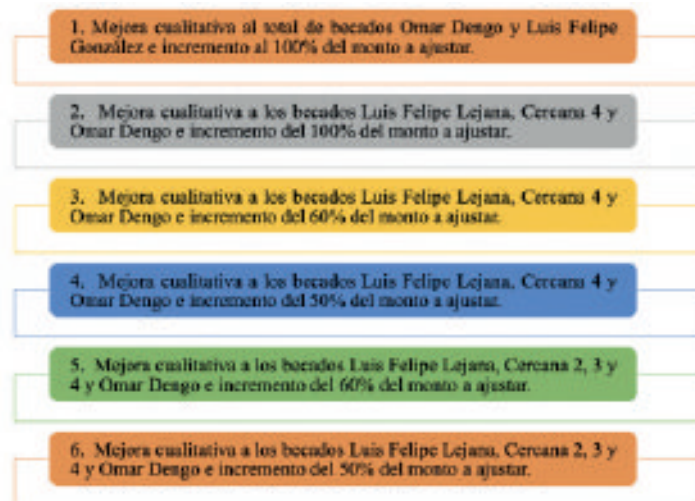 1. Mejora cualitativa al total de becados Omar Dengo y Luis Felipe
González e incremento al 100% del monto a ajustar.
2. Mejora cualitativa a los becados Luis Felipe Lejana, Cercana 4 y
Omar Dengo e incremento del 100% del monto a ajustar.
3. Mejora cualitativa a los becados Luis Felipe Lejana, Cercana 4 y
Omar Dengo e incremento del 60% del monto a ajustar.
4. Mejora cualitativa a los becados Luis Felipe Lejana, Cercana 4 y
Omar Dengo e incremento del 50% del monto a ajustar.
5. Mejora cualitativa a los becados Luis Felipe Lejana, Cercana 2, 3 y
4 y Omar Dengo e incremento del 60% del monto a ajustar.
6. Mejora cualitativa a los becados Luis Felipe Lejana, Cercana 2, 3 y
4 y Omar Dengo e incremento del 50% del monto a ajustar.